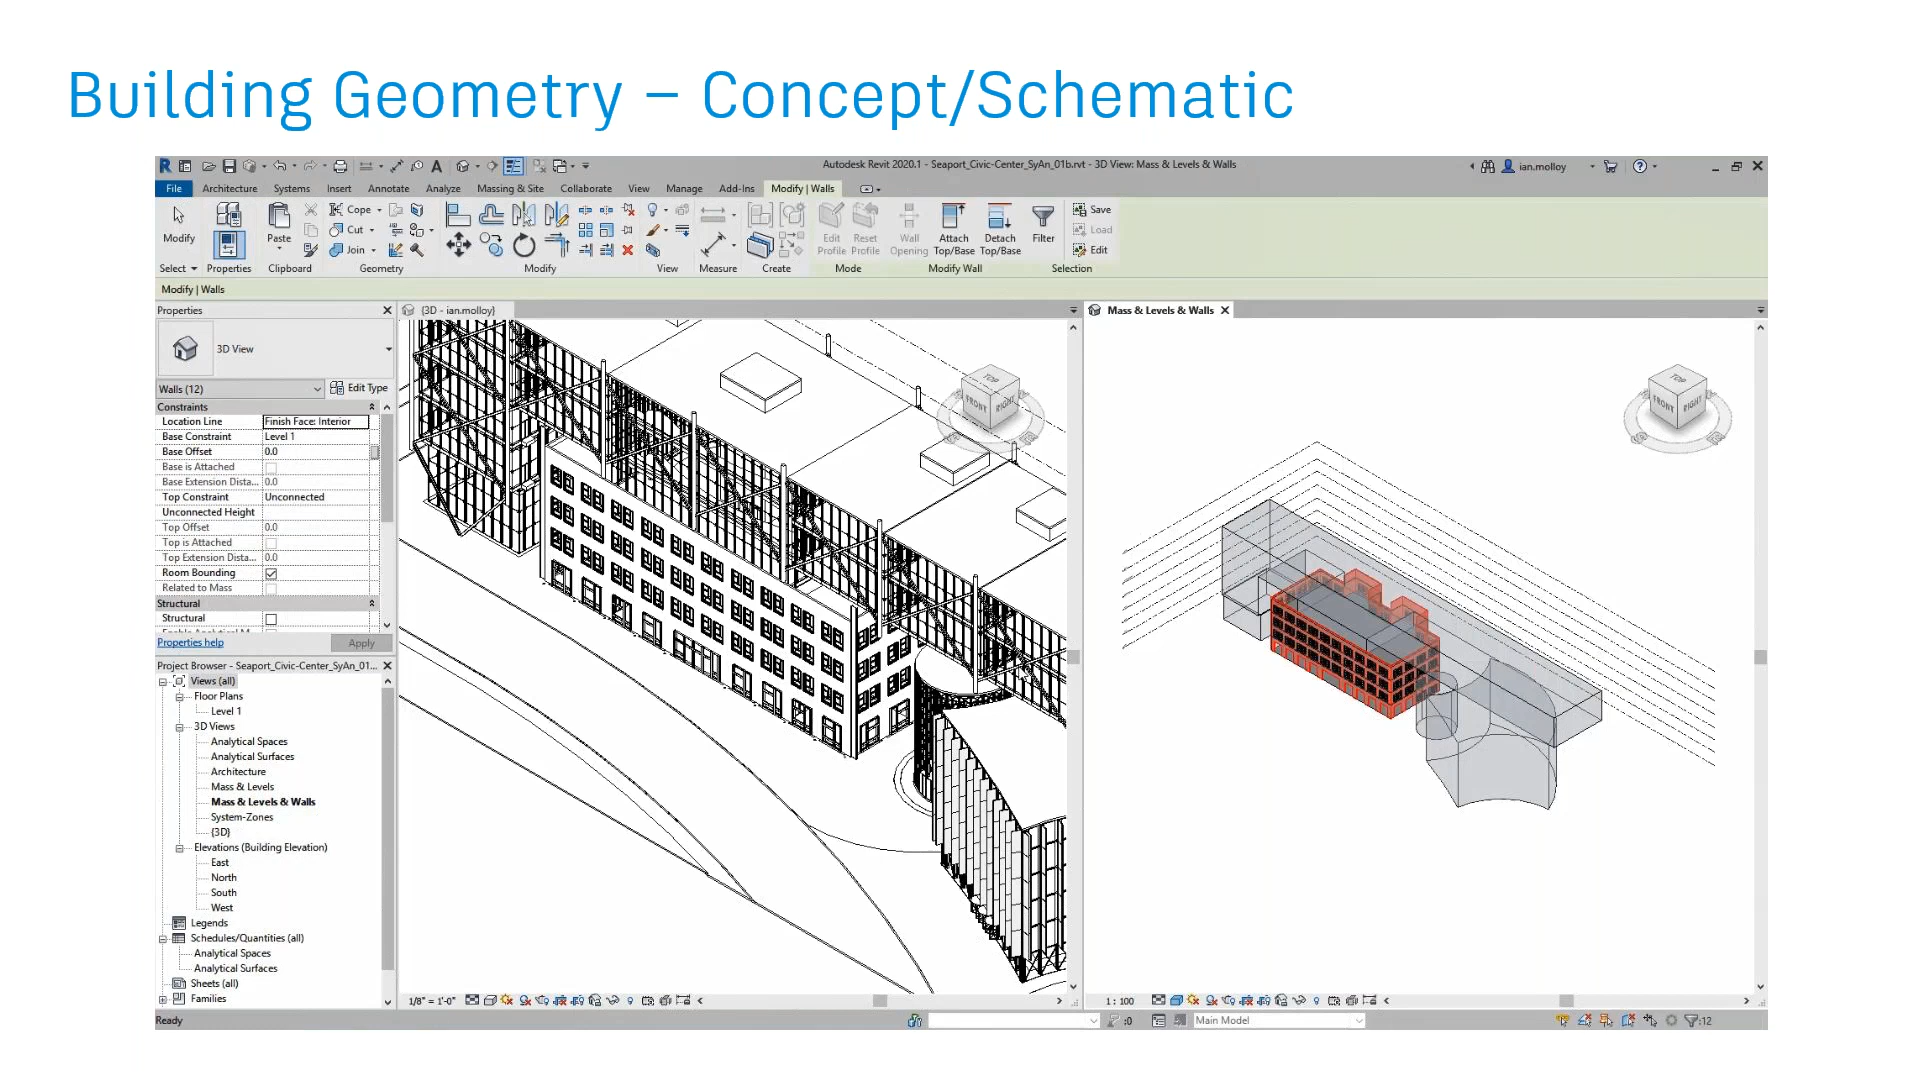 Building Geometry – Concept/Schematic
Autodesk Revit 2020.1 - Seaport_Civic-Center_SyAn_01b.rvt - 3D View: Mass & Levels & Walls
ian.molloy
File Architecture Systems Insert Annotate Analyze Massing & Site Collaborate View Manage Add-Ins Modify | Walls
Modify
Paste
Cope
Cut
Join
Edit Profile
Reset Profile
Wall Opening
Attach Top/Base
Detach Top/Base
Filter
Save
Load
Edit
Select Properties Clipboard Geometry Modify View Measure Create Mode Modify Wall Selection
Modify | Walls
Properties
3D View
Walls (12) Edit Type
Constraints
Location Line Finish Face: Interior
Base Constraint Level 1
Base Offset 0.0
Base is Attached
Base Extension Dista... 0.0
Top Constraint Unconnected
Unconnected Height
Top Offset 0.0
Top is Attached
Top Extension Dista... 0.0
Room Bounding
Related to Mass
Structural
Structural
Properties help Apply
Project Browser - Seaport_Civic-Center_SyAn_01...
Views (all)
Floor Plans
Level 1
3D Views
Analytical Spaces
Analytical Surfaces
Architecture
Mass & Levels
Mass & Levels & Walls
System-Zones
{3D}
Elevations (Building Elevation)
East
North
South
West
Legends
Schedules/Quantities (all)
Analytical Spaces
Analytical Surfaces
Sheets (all)
Families
{3D - ian.molloy}
TOP
FRONT RIGHT
1/8" = 1'-0"
Mass & Levels & Walls
TOP
FRONT RIGHT
1 : 100
Ready
:0
Main Model
:12